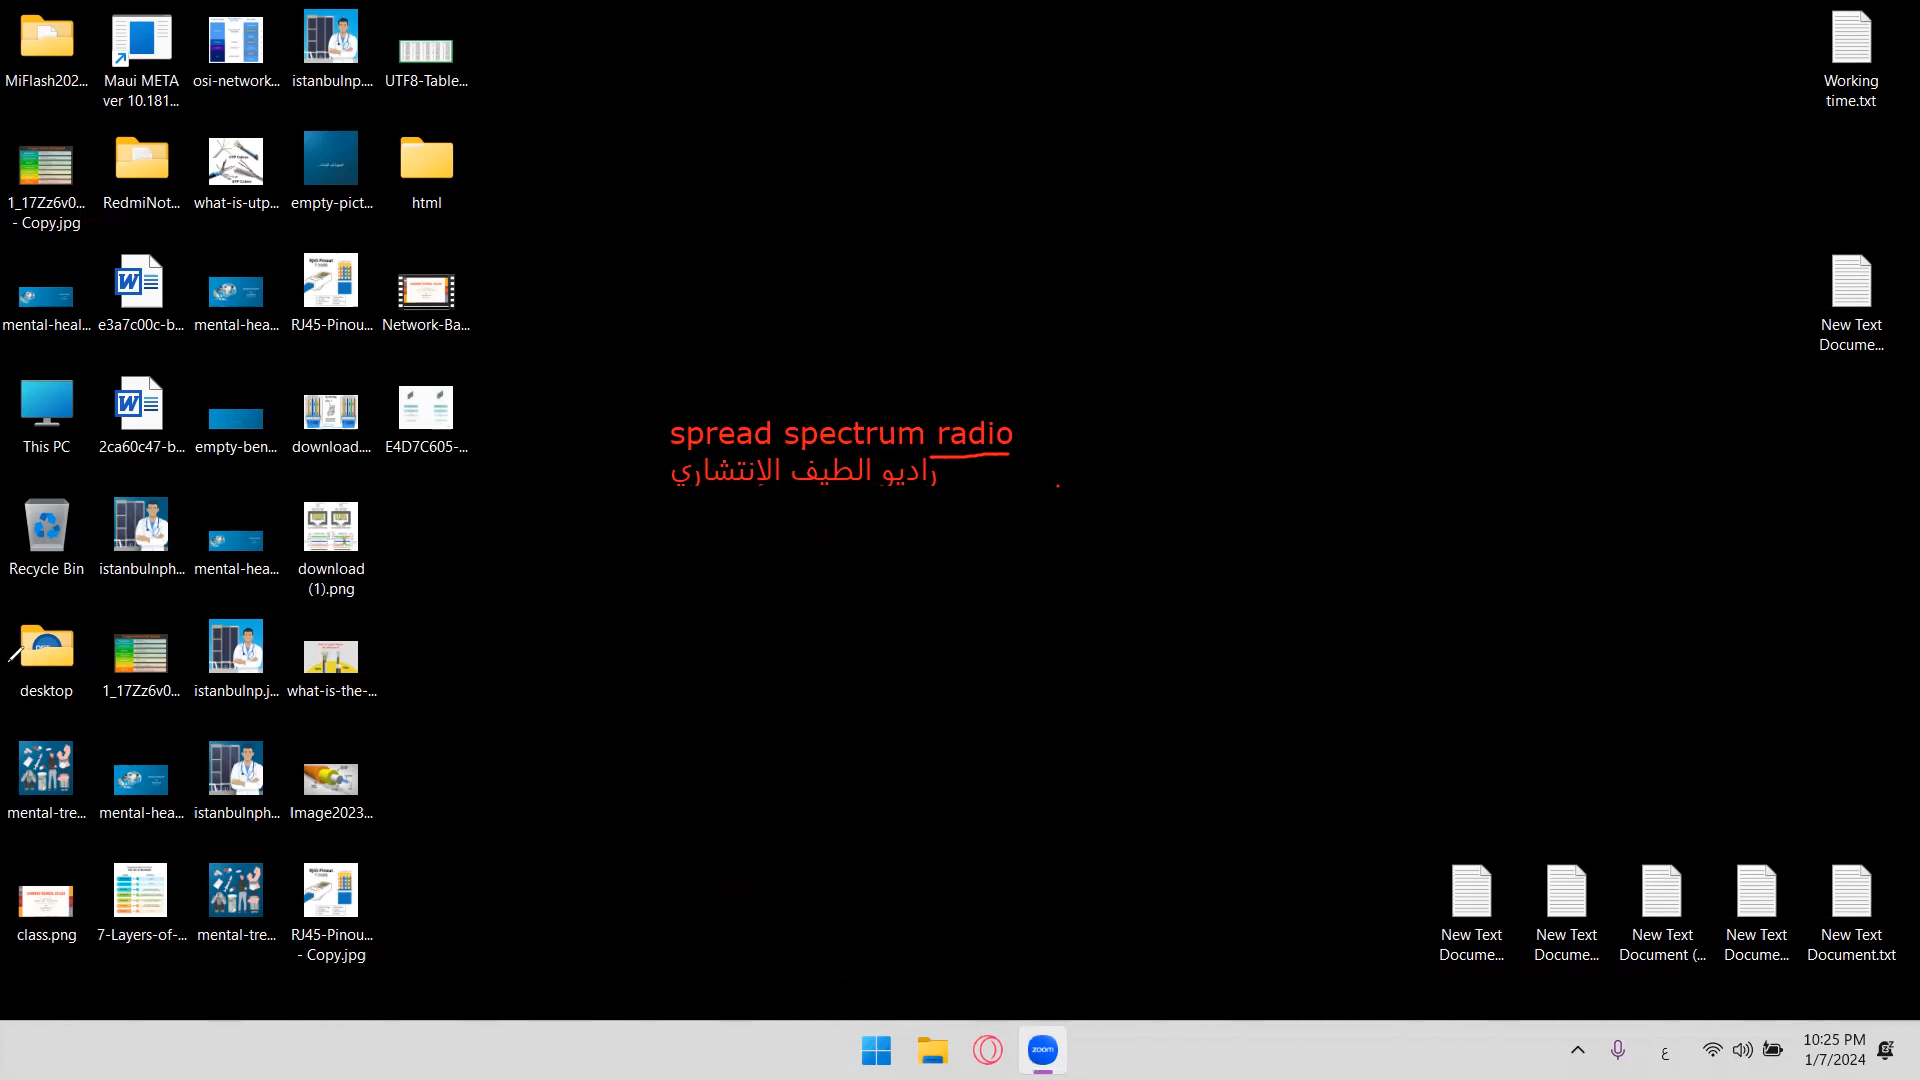 MiFlash202...
Maui META
ver 10.181...
osi-network...
istanbulnp....
UTF8-Table...
Working
time.txt
1_17Zz6v0...
- Copy.jpg
RedmiNot...
what-is-utp...
empty-pict...
html
mental-heal...
e3a7c00c-b...
mental-hea...
RJ45-Pinou...
Network-Ba...
New Text
Docume...
This PC
2ca60c47-b...
empty-ben...
download....
E4D7C605-...
spread spectrum radio
راديو الطيف الإنتشاري
Recycle Bin
istanbulnph...
mental-hea...
download
(1).png
desktop
1_17Zz6v0...
istanbulnp.j...
what-is-the-...
mental-tre...
mental-hea...
istanbulnph...
Image2023...
class.png
7-Layers-of-...
mental-tre...
RJ45-Pinou...
- Copy.jpg
New Text
Docume...
New Text
Docume...
New Text
Document (...
New Text
Docume...
New Text
Document.txt
zoom
ع
10:25 PM
1/7/2024